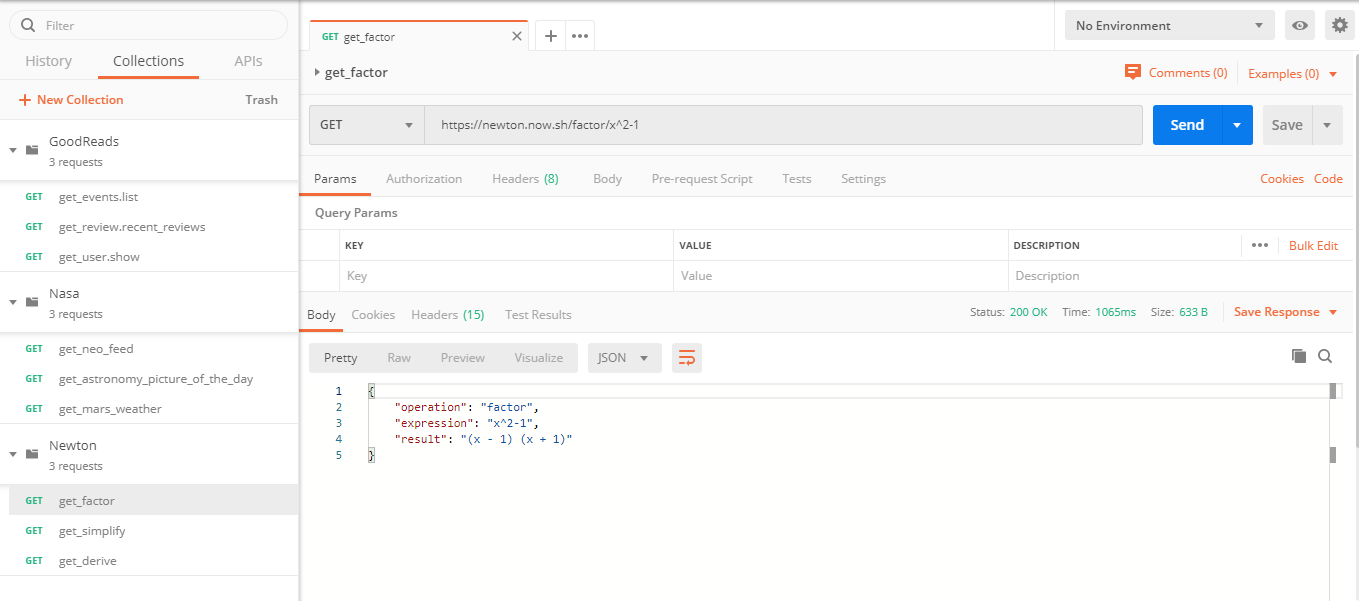 Filter
History Collections APIs
+ New Collection Trash
GoodReads
3 requests
GET get_events.list
GET get_review.recent_reviews
GET get_user.show
Nasa
3 requests
GET get_neo_feed
GET get_astronomy_picture_of_the_day
GET get_mars_weather
Newton
3 requests
GET get_factor
GET get_simplify
GET get_derive
GET get_factor
No Environment
get_factor
Comments (0) Examples (0)
GET https://newton.now.sh/factor/x^2-1 Send Save
Params Authorization Headers (8) Body Pre-request Script Tests Settings Cookies Code
Query Params
KEY VALUE DESCRIPTION Bulk Edit
Key Value Description
Body Cookies Headers (15) Test Results Status: 200 OK Time: 1065ms Size: 633 B Save Response
Pretty Raw Preview Visualize JSON
1 {
2 "operation": "factor",
3 "expression": "x^2-1",
4 "result": "(x - 1) (x + 1)"
5 }